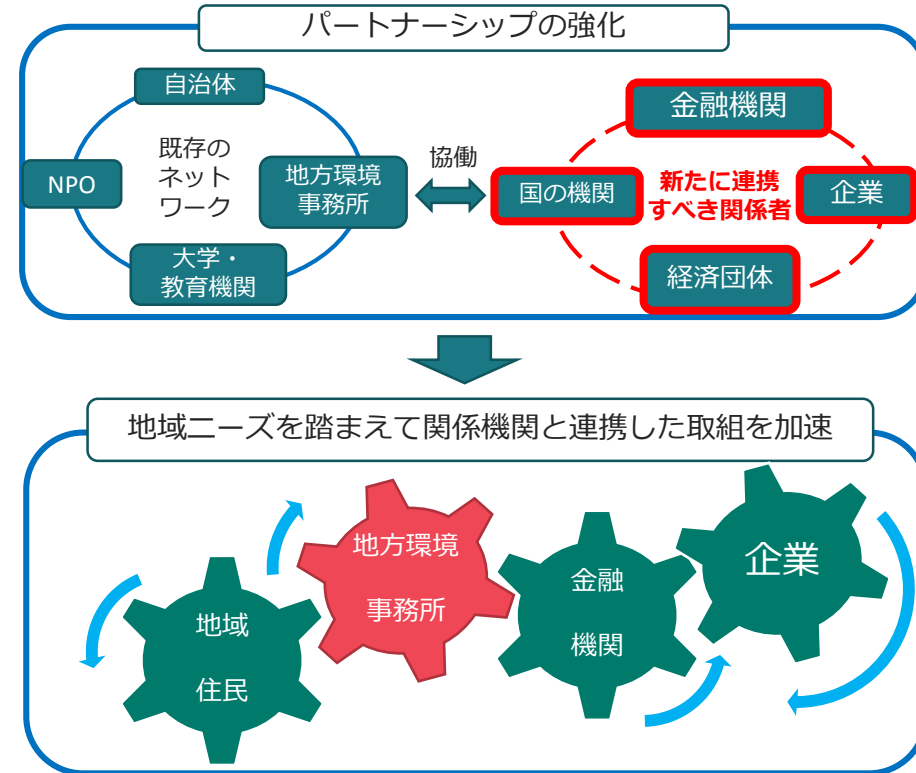 パートナーシップの強化
自治体
既存の
ネット
ワーク
NPO
地方環境
事務所
大学・
教育機関
協働
金融機関
国の機関
新たに連携
すべき関係者
企業
経済団体
地域ニーズを踏まえて関係機関と連携した取組を加速
地域
住民
地方環境
事務所
金融
機関
企業